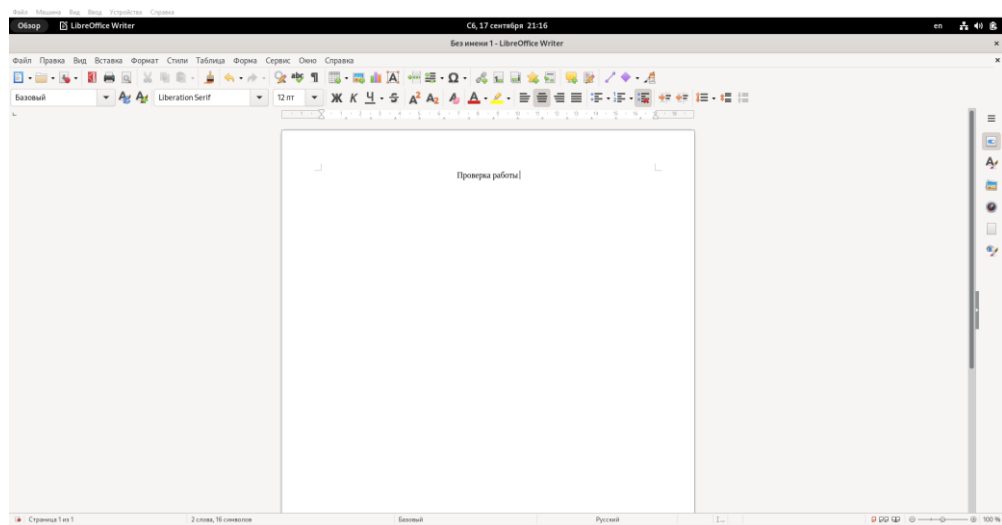 Файл Машина Вид Ввод Устройства Справка
Обзор LibreOffice Writer Сб, 17 сентября 21:16 en
Без имени 1 - LibreOffice Writer
Файл Правка Вид Вставка Формат Стили Таблица Форма Сервис Окно Справка
Базовый Liberation Serif 12 пт Ж К Ч S A² A₂
Проверка работы
Страница 1 из 1 2 слова, 16 символов Базовый Русский 100 %